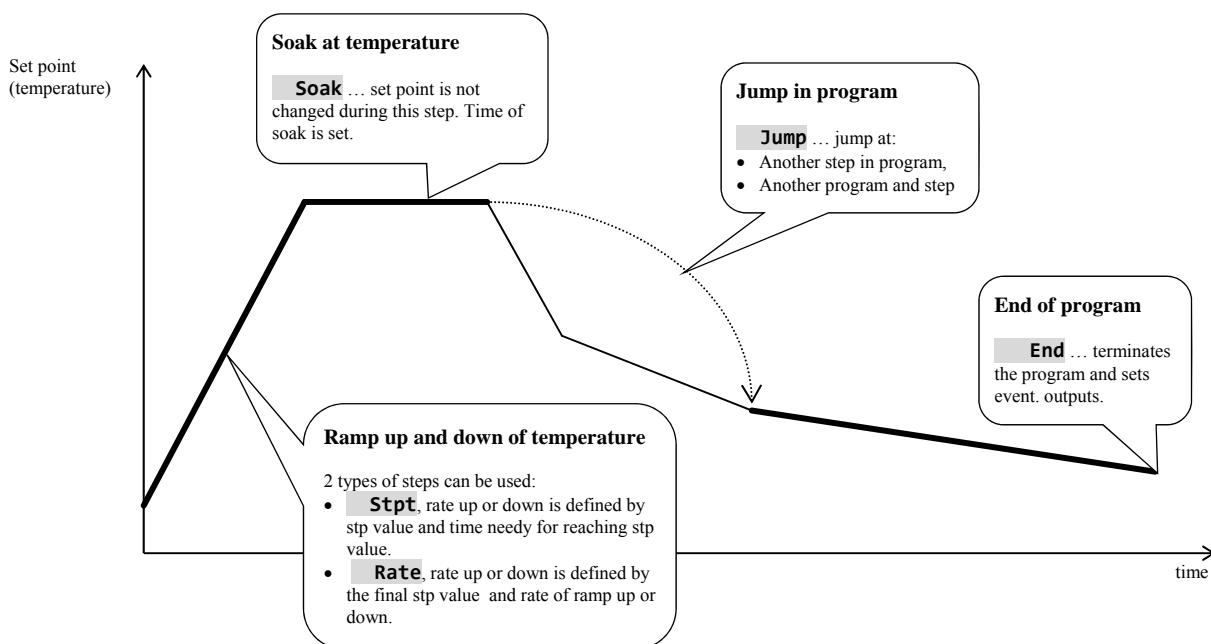 Soak at temperature
Soak … set point is not
changed during this step. Time of
soak is set.
Set point
(temperature)
Jump in program
Jump … jump at:
• Another step in program,
• Another program and step
End of program
End … terminates
the program and sets
event. outputs.
Ramp up and down of temperature
2 types of steps can be used:
• Stpt, rate up or down is defined by
stp value and time needy for reaching stp
value.
• Rate, rate up or down is defined by
the final stp value and rate of ramp up or
down.
time